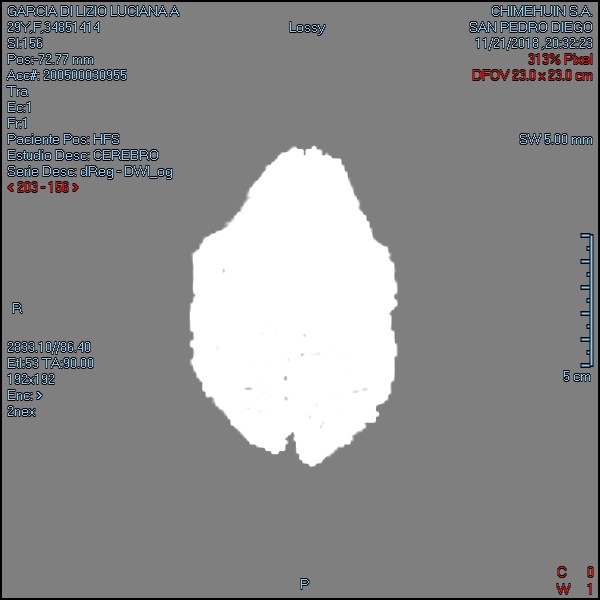 GARCIA DI LIZIO LUCIANA A
29Y,F,34851414
Sl:156
Pos:-72.77 mm
Acc#: 200500030955
Tra
Ec:1
Fr:1
Paciente Pos: HFS
Estudio Desc: CEREBRO
Serie Desc: dReg - DWI_og
< 203 - 156 >
Lossy
CHIMEHUIN S.A.
SAN PEDRO DIEGO
11/21/2018 ,20:32:23
313% Pixel
DFOV 23.0 x 23.0 cm
SW 5.00 mm
R
2833.10//86.40
Etl:53 TA:90.00
192x192
Enc: >
2nex
5 cm
P
C 0
W 1